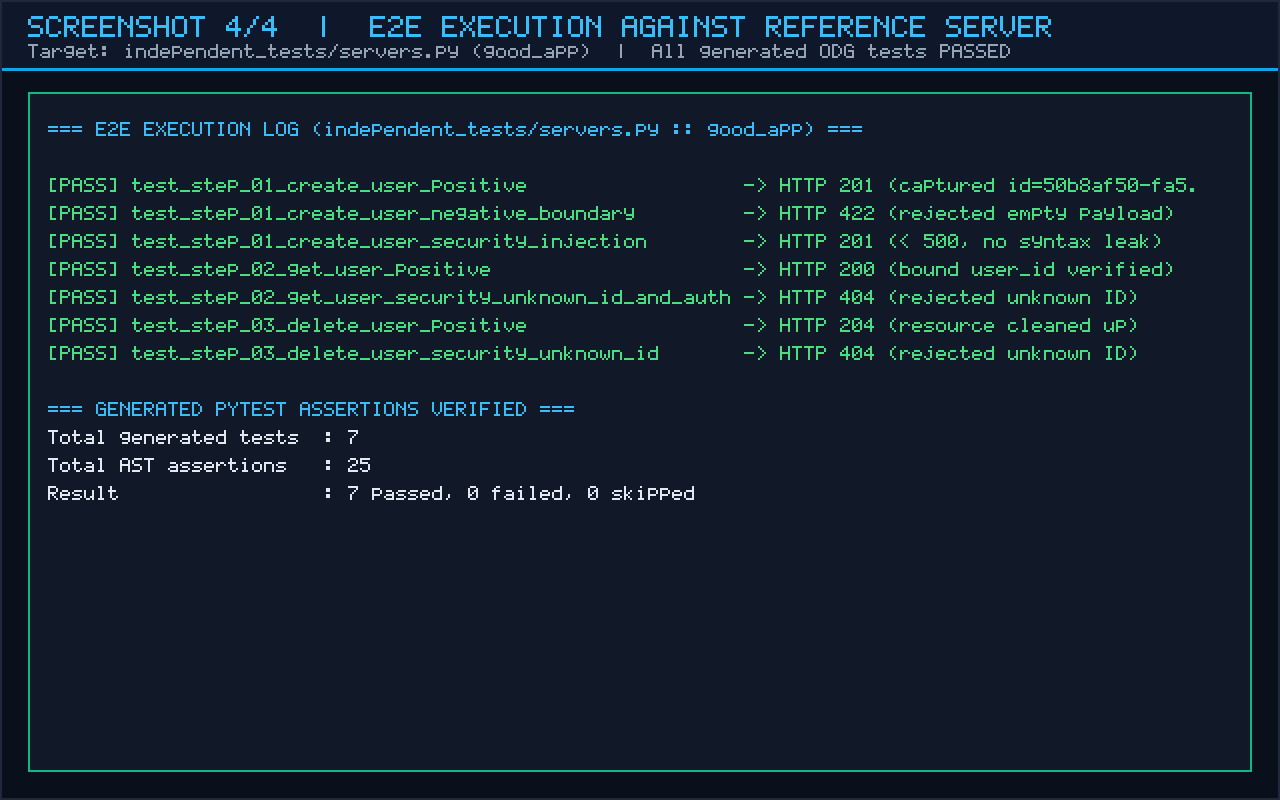 SCREENSHOT 4/4 | E2E EXECUTION AGAINST REFERENCE SERVER
Target: independent_tests/servers.py (good_app) | All generated ODG tests PASSED
=== E2E EXECUTION LOG (independent_tests/servers.py :: good_app) ===
[PASS] test_step_01_create_user_positive -> HTTP 201 (captured id=50b8af50-fa5.
[PASS] test_step_01_create_user_negative_boundary -> HTTP 422 (rejected empty payload)
[PASS] test_step_01_create_user_security_injection -> HTTP 201 (< 500, no syntax leak)
[PASS] test_step_02_get_user_positive -> HTTP 200 (bound user_id verified)
[PASS] test_step_02_get_user_security_unknown_id_and_auth -> HTTP 404 (rejected unknown ID)
[PASS] test_step_03_delete_user_positive -> HTTP 204 (resource cleaned up)
[PASS] test_step_03_delete_user_security_unknown_id -> HTTP 404 (rejected unknown ID)
=== GENERATED PYTEST ASSERTIONS VERIFIED ===
Total generated tests : 7
Total AST assertions : 25
Result : 7 passed, 0 failed, 0 skipped